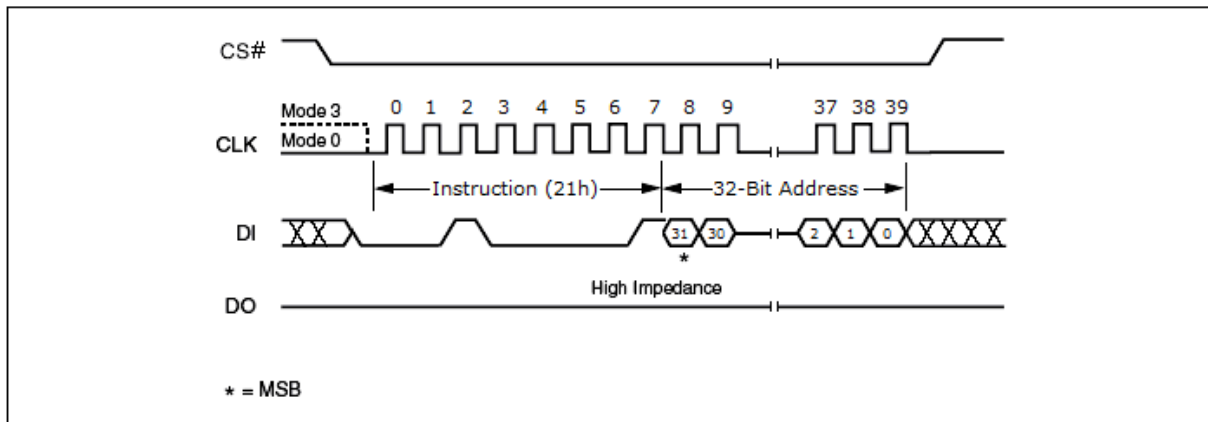 CS#
Mode 3
0 1 2 3 4 5 6 7 8 9 37 38 39
CLK
Mode 0
Instruction (21h)
32-Bit Address
DI
31 30 2 1 0
*
High Impedance
DO
* = MSB